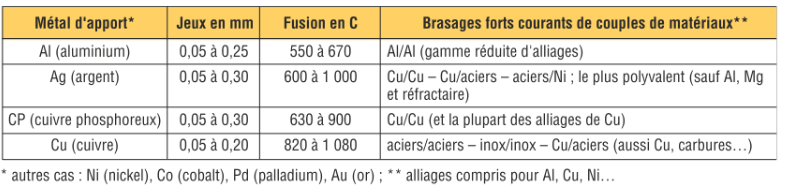 Métal d'apport* Jeux en mm Fusion en C Brasages forts courants de couples de matériaux**
Al (aluminium) 0,05 à 0,25 550 à 670 Al/Al (gamme réduite d'alliages)
Ag (argent) 0,05 à 0,30 600 à 1 000 Cu/Cu – Cu/aciers – aciers/Ni ; le plus polyvalent (sauf Al, Mg
et réfractaire)
CP (cuivre phosphoreux) 0,05 à 0,30 630 à 900 Cu/Cu (et la plupart des alliages de Cu)
Cu (cuivre) 0,05 à 0,20 820 à 1 080 aciers/aciers – inox/inox – Cu/aciers (aussi Cu, carbures…)
* autres cas : Ni (nickel), Co (cobalt), Pd (palladium), Au (or) ; ** alliages compris pour Al, Cu, Ni…